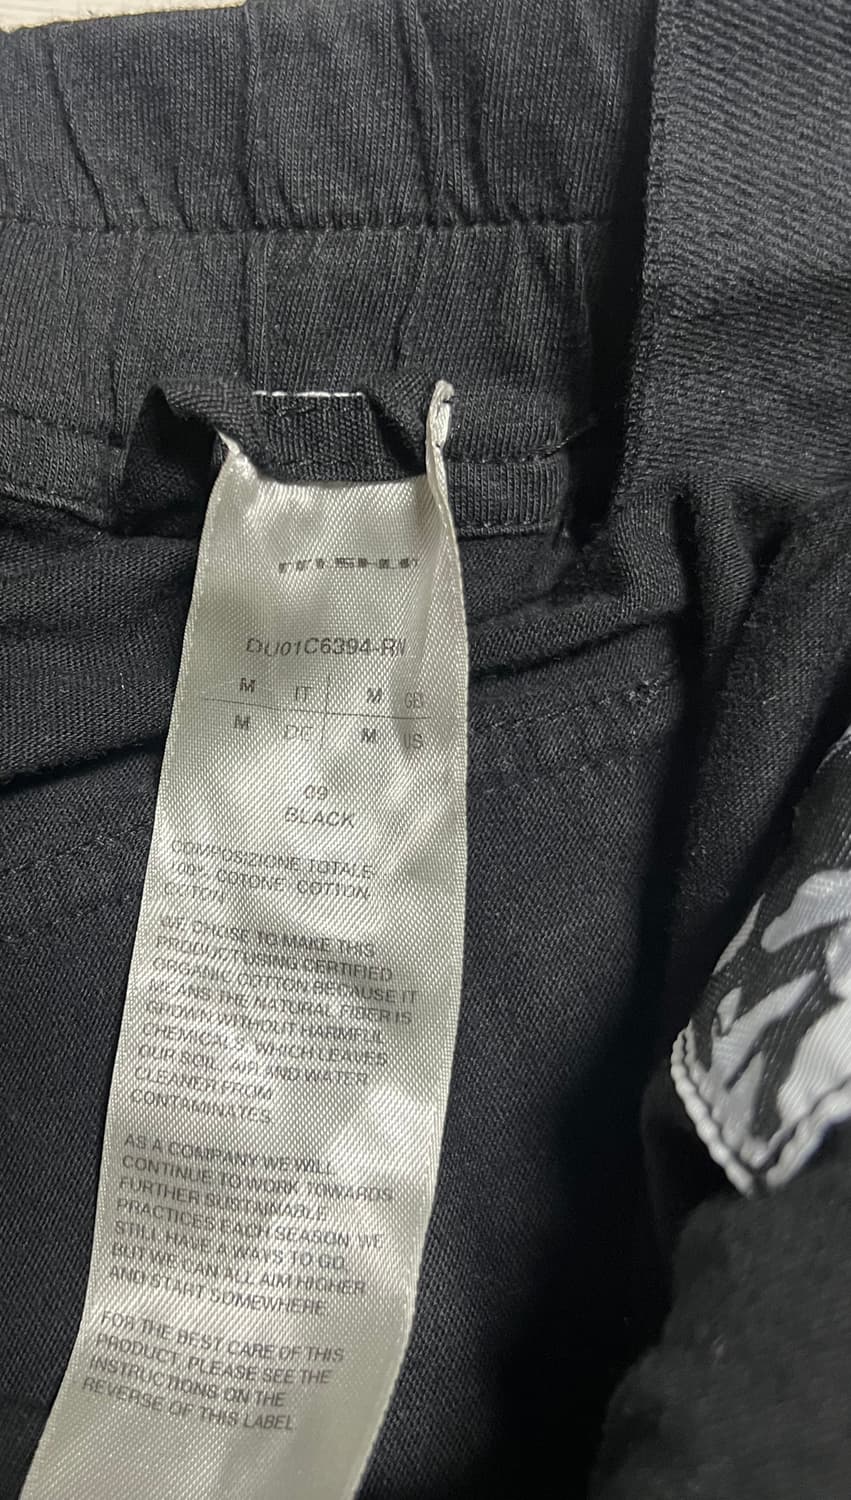 DU01C6394-RN
M IT M GB
M DE M US
09
BLACK
COMPOSIZIONE TOTALE:
100% COTONE COTTON
COTON
WE CHOSE TO MAKE THIS
PRODUCT USING CERTIFIED
ORGANIC COTTON BECAUSE IT
MEANS THE NATURAL FIBER IS
GROWN WITHOUT HARMFUL
CHEMICALS, WHICH LEAVES
OUR SOIL, AIR AND WATER
CLEANER FROM
CONTAMINATES
AS A COMPANY WE WILL
CONTINUE TO WORK TOWARDS
FURTHER SUSTAINABLE
PRACTICES EACH SEASON. WE
STILL HAVE A WAYS TO GO,
BUT WE CAN ALL AIM HIGHER
AND START SOMEWHERE
FOR THE BEST CARE OF THIS
PRODUCT, PLEASE SEE THE
INSTRUCTIONS ON THE
REVERSE OF THIS LABEL